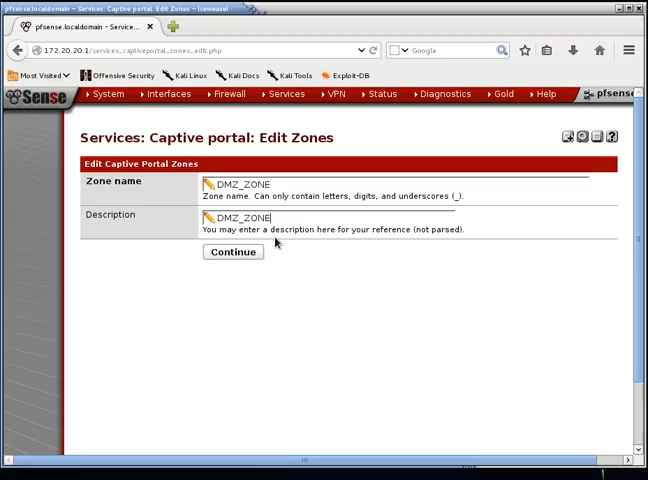 pfsense.localdomain - Services: Captive portal: Edit Zones - Iceweasel
pfsense.localdomain - Service...
172.20.20.1/services_captiveportal_zones_edit.php
Google
Most Visited
Offensive Security
Kali Linux
Kali Docs
Kali Tools
Exploit-DB
Sense
System
Interfaces
Firewall
Services
VPN
Status
Diagnostics
Gold
Help
pfsens
Services: Captive portal: Edit Zones
Edit Captive Portal Zones
Zone name
DMZ_ZONE
Zone name. Can only contain letters, digits, and underscores (_).
Description
DMZ_ZONE
You may enter a description here for your reference (not parsed).
Continue